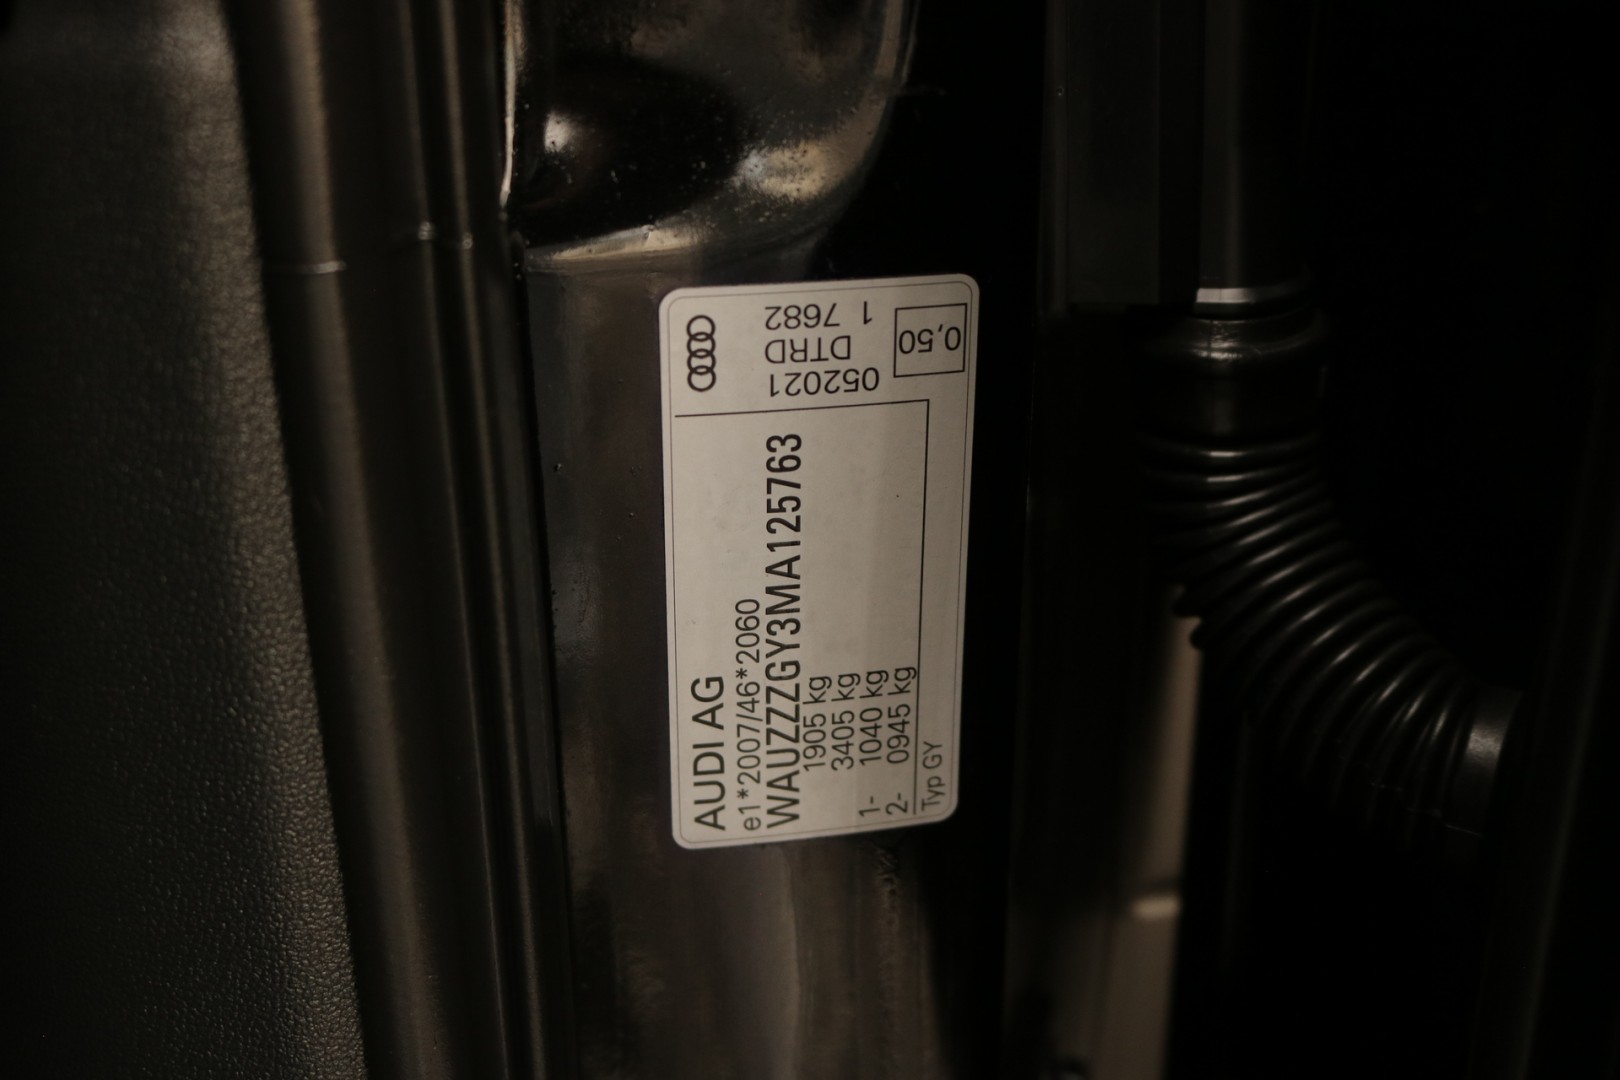 AUDI AG
e1*2007/46*2060
WAUZZZGY3MA125763
1905 kg
3405 kg
1- 1040 kg
2- 0945 kg
Typ GY
052021
DTRD
1 7682
0,50